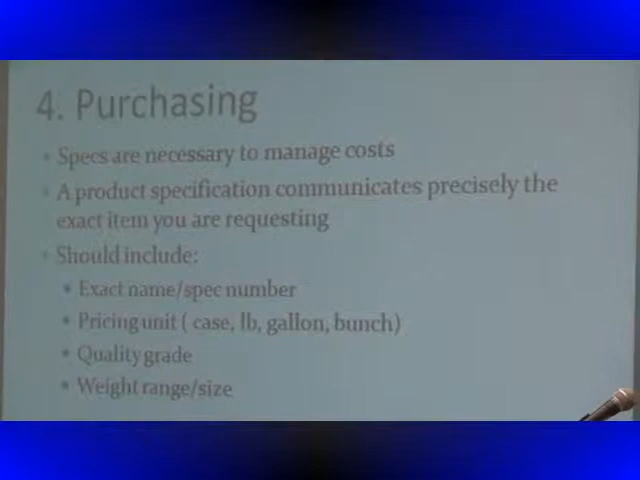 4. Purchasing
• Specs are necessary to manage costs
• A product specification communicates precisely the
exact item you are requesting
• Should include:
• Exact name/spec number
• Pricing unit ( case, lb, gallon, bunch)
• Quality grade
• Weight range/size